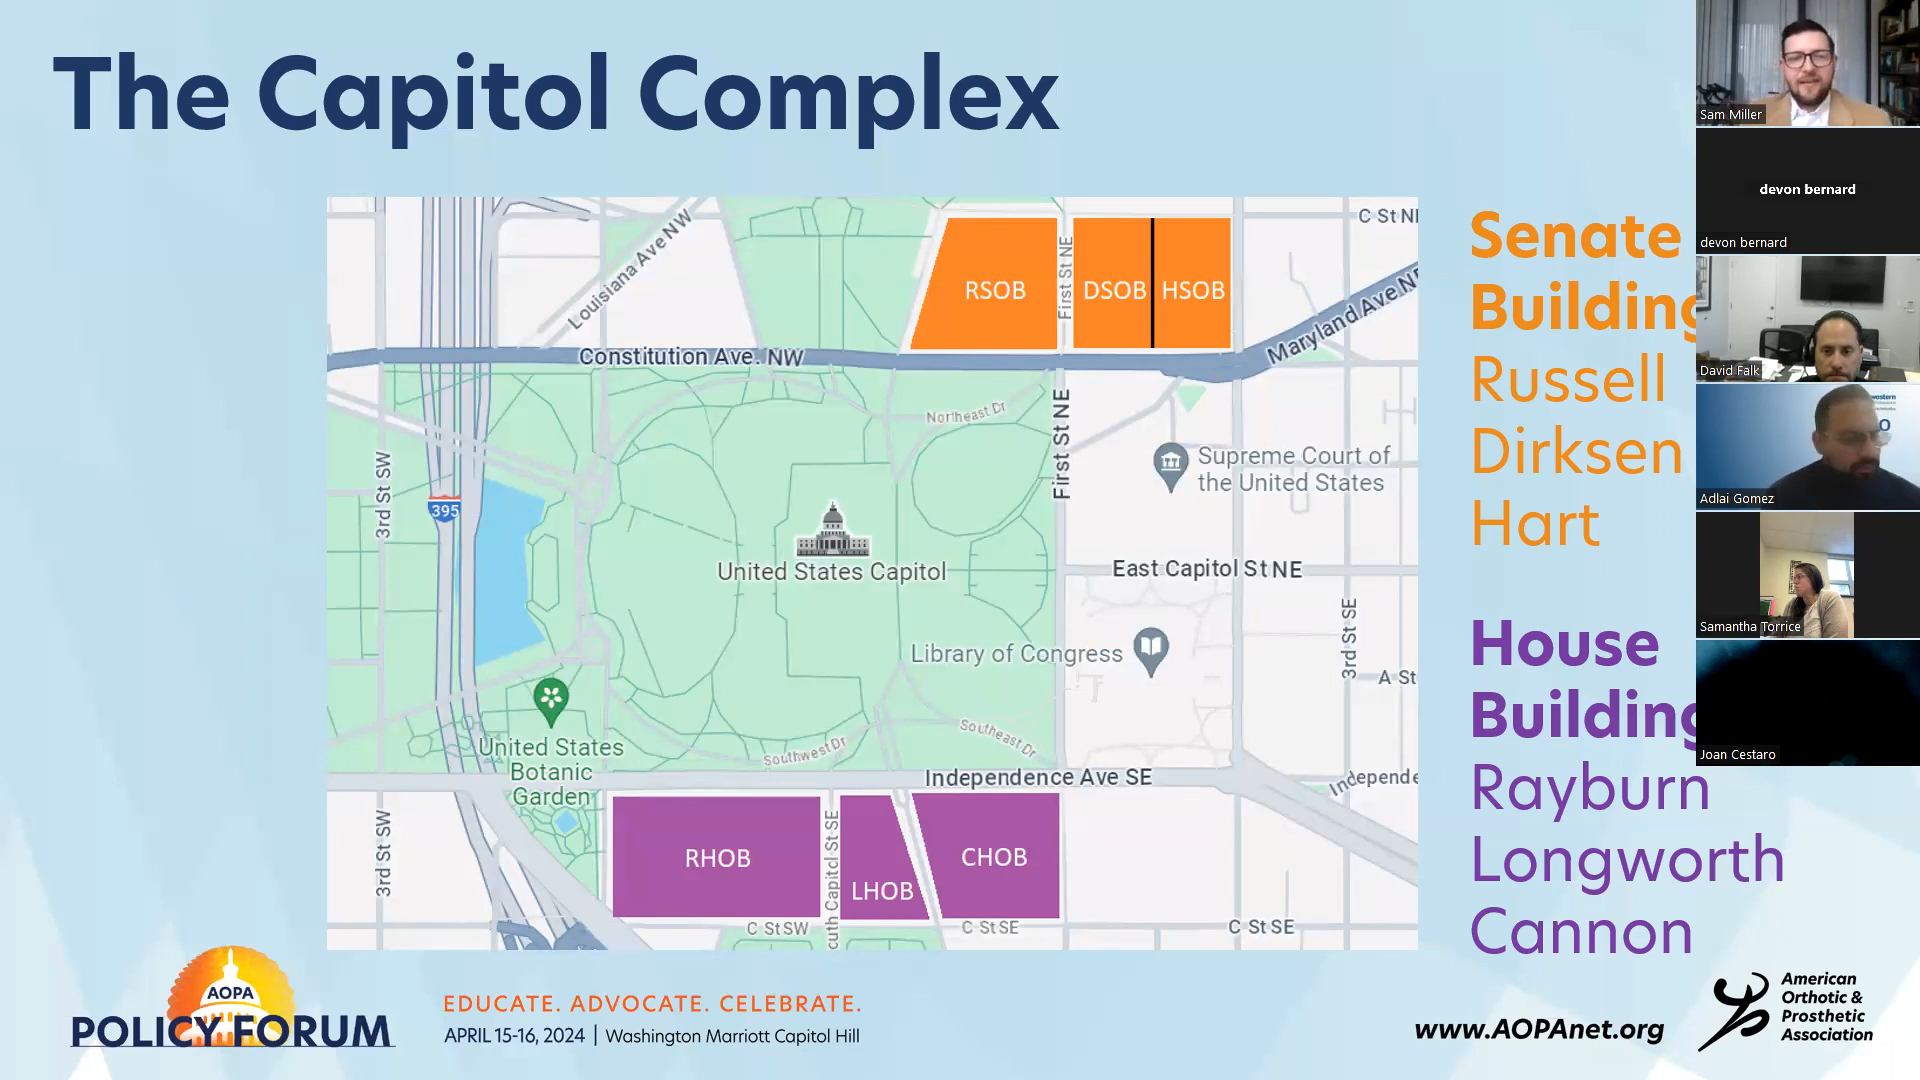 The Capitol Complex
Louisiana Ave NW
RSOB
First St NE
DSOB
HSOB
C St NE
Maryland Ave NE
Constitution Ave. NW
Northeast Dr
First St NE
3rd St SW
395
Supreme Court of
the United States
United States Capitol
East Capitol St NE
Library of Congress
3rd St SE
A St
United States
Botanic
Garden
Southwest Dr
Southeast Dr
Independence Ave SE
Independe
3rd St SW
RHOB
outh Capitol St SE
LHOB
CHOB
C St SW
C St SE
C St SE
Senate
Building
Russell
Dirksen
Hart
House
Building
Rayburn
Longworth
Cannon
Sam Miller
devon bernard
devon bernard
David Falk
Adlai Gomez
Samantha Torrice
Joan Cestaro
AOPA
POLICY FORUM
EDUCATE. ADVOCATE. CELEBRATE.
APRIL 15-16, 2024 | Washington Marriott Capitol Hill
www.AOPAnet.org
American
Orthotic &
Prosthetic
Association